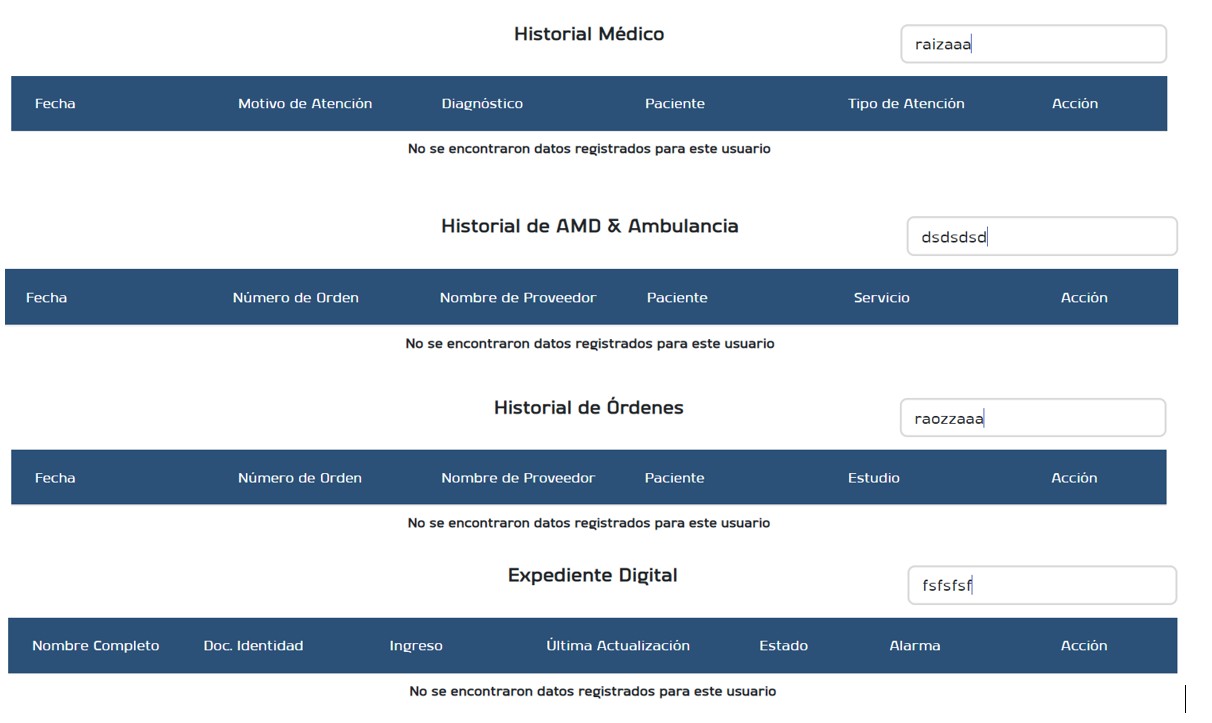 Historial Médico
raizaaa
Fecha Motivo de Atención Diagnóstico Paciente Tipo de Atención Acción
No se encontraron datos registrados para este usuario
Historial de AMD & Ambulancia
dsdsdsd
Fecha Número de Orden Nombre de Proveedor Paciente Servicio Acción
No se encontraron datos registrados para este usuario
Historial de Órdenes
raozzaaa
Fecha Número de Orden Nombre de Proveedor Paciente Estudio Acción
No se encontraron datos registrados para este usuario
Expediente Digital
fsfsfsf
Nombre Completo Doc. Identidad Ingreso Última Actualización Estado Alarma Acción
No se encontraron datos registrados para este usuario